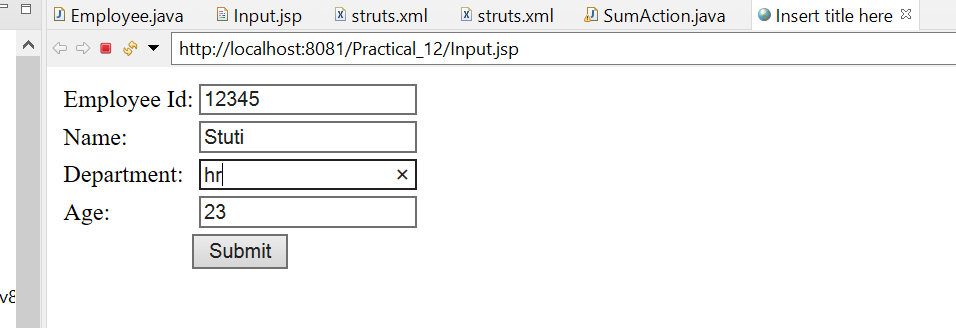 Employee.java Input.jsp struts.xml struts.xml SumAction.java Insert title here
http://localhost:8081/Practical_12/Input.jsp
Employee Id: 12345
Name: Stuti
Department: hr
Age: 23
Submit
v8